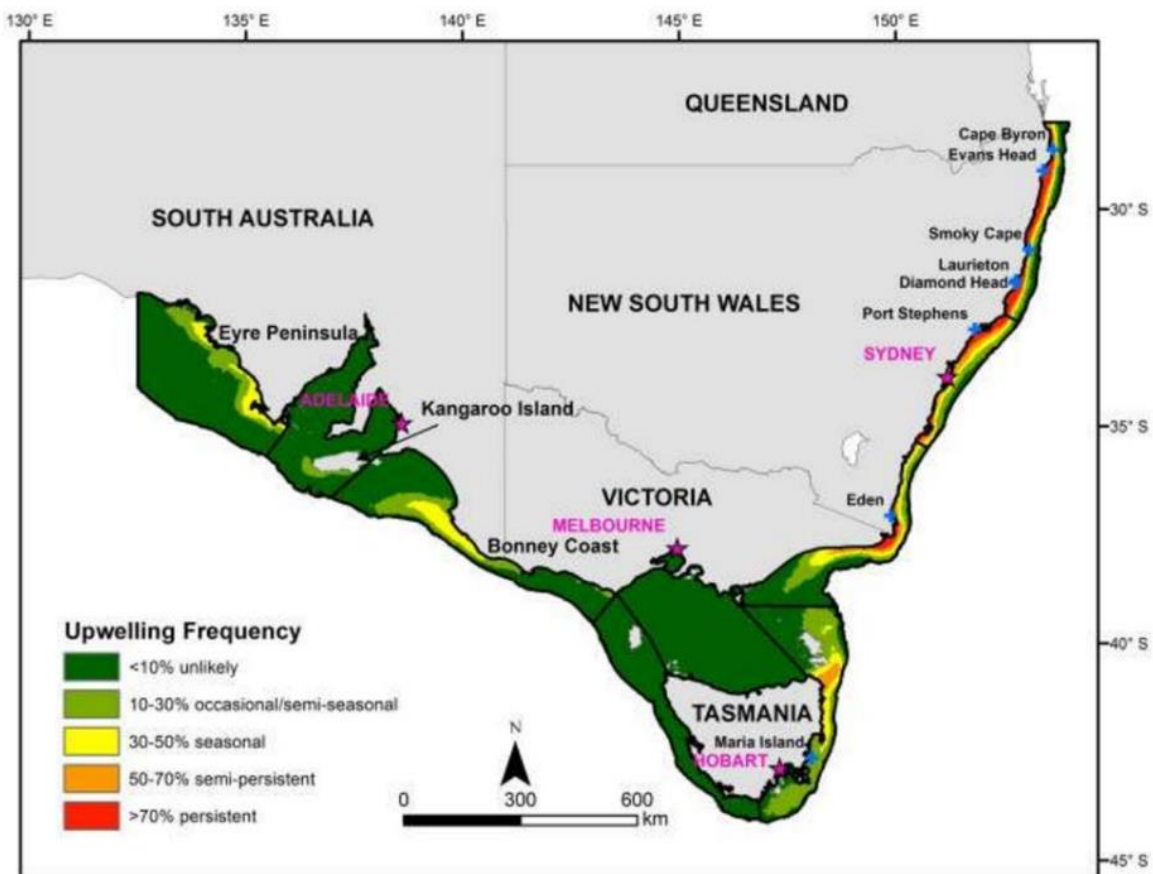 130° E
135° E
140° E
145° E
150° E
QUEENSLAND
Cape Byron
Evans Head
30° S
SOUTH AUSTRALIA
Smoky Cape
Laurieton
Diamond Head
NEW SOUTH WALES
Port Stephens
Eyre Peninsula
SYDNEY
ADELAIDE
Kangaroo Island
35° S
VICTORIA
Eden
MELBOURNE
Bonney Coast
Upwelling Frequency
<10% unlikely
40° S
10-30% occasional/semi-seasonal
TASMANIA
30-50% seasonal
N
Maria Island
HOBART
50-70% semi-persistent
0 300 600
>70% persistent
km
45° S